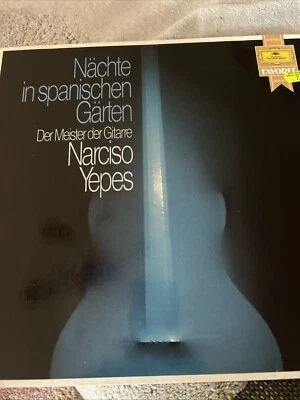 Nächte
in spanischen
Gärten
Der Meister der Gitarre
Narciso
Yepes
FAVORIT